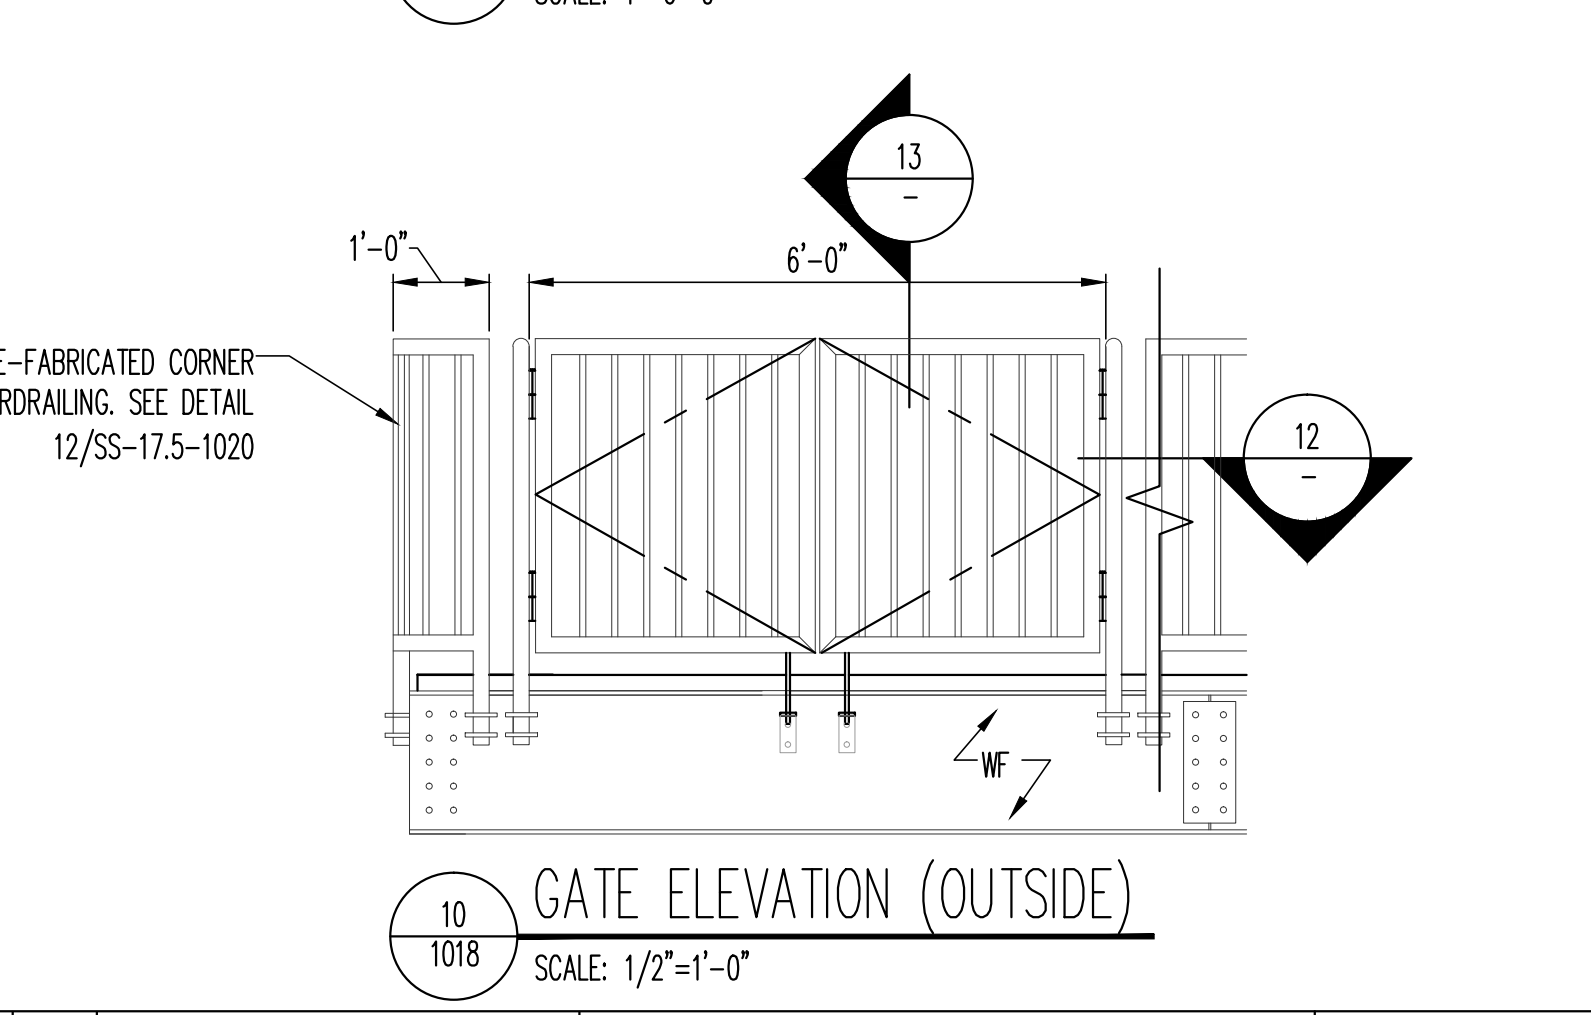 13
–
1'-0"
6'-0"
E-FABRICATED CORNER
RDRAILING. SEE DETAIL
12/SS-17.5-1020
12
–
WF
10
1018
GATE ELEVATION (OUTSIDE)
SCALE: 1/2"=1'-0"